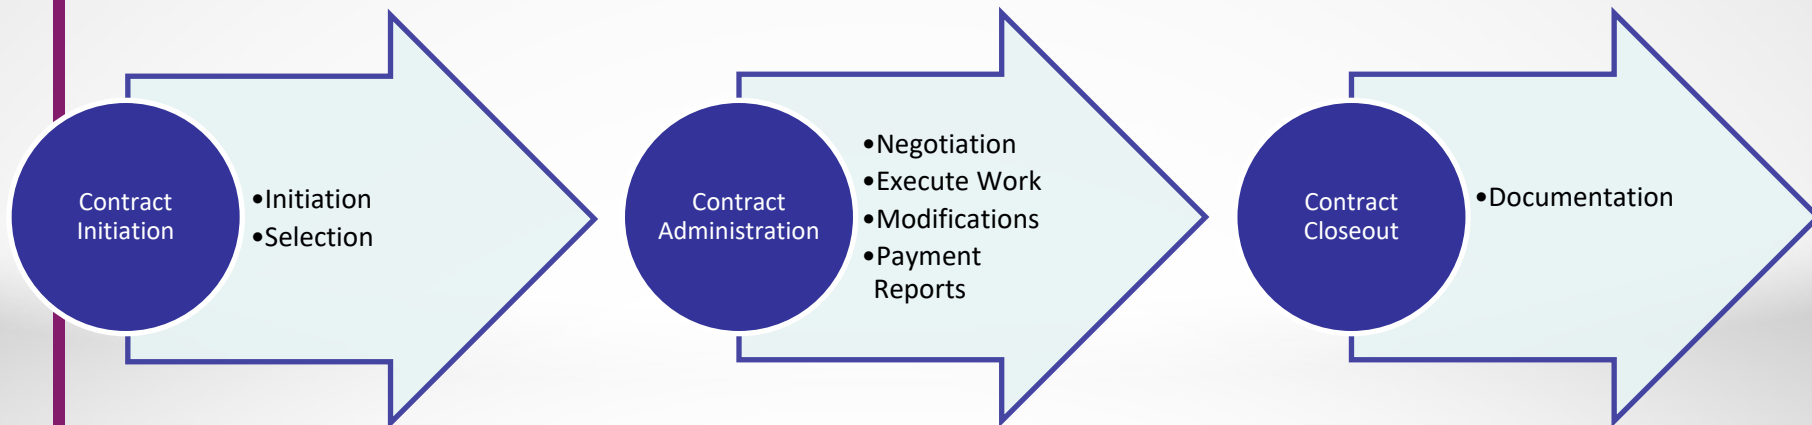 Contract
Initiation
•Initiation
•Selection
Contract
Administration
•Negotiation
•Execute Work
•Modifications
•Payment
Reports
Contract
Closeout
•Documentation